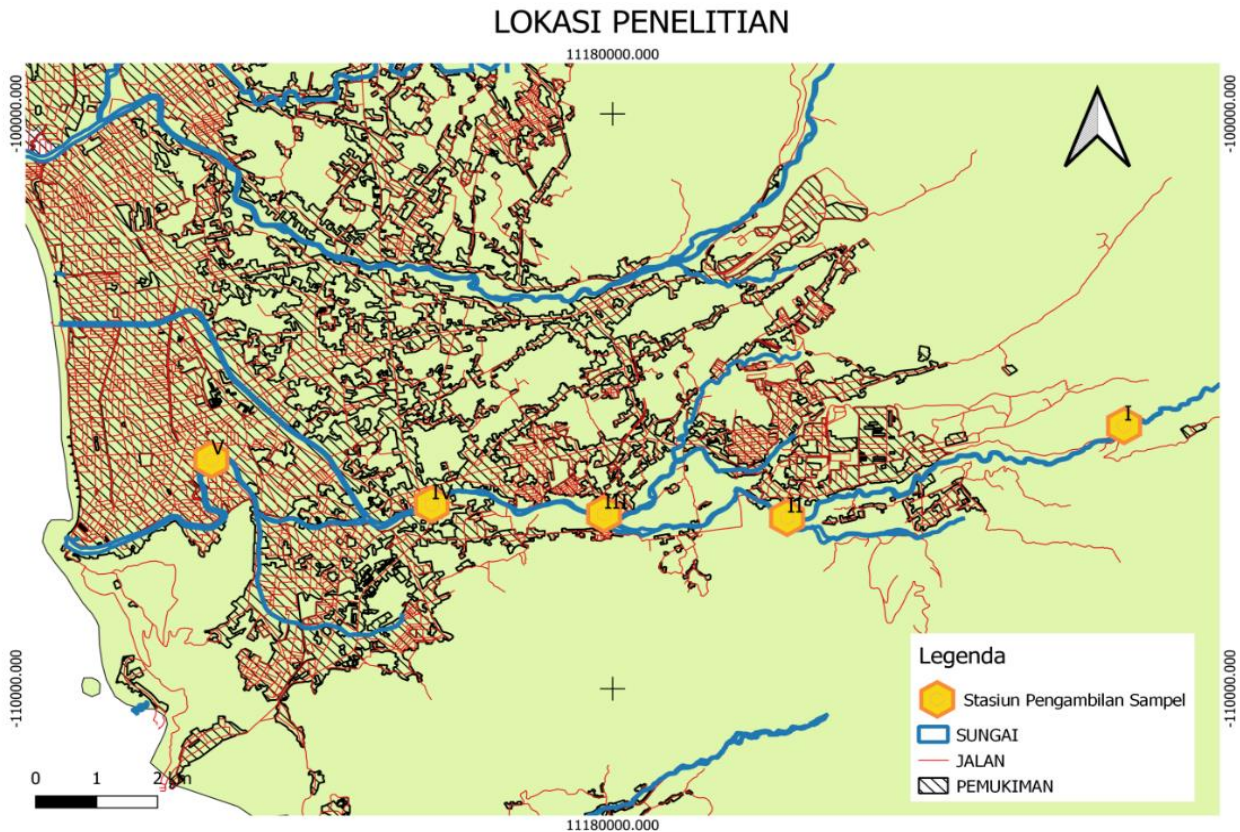 LOKASI PENELITIAN
11180000.000
-100000.000
-100000.000
I
V
IV
III
II
-110000.000
-110000.000
Legenda
Stasiun Pengambilan Sampel
SUNGAI
JALAN
PEMUKIMAN
0 1 2 km
11180000.000